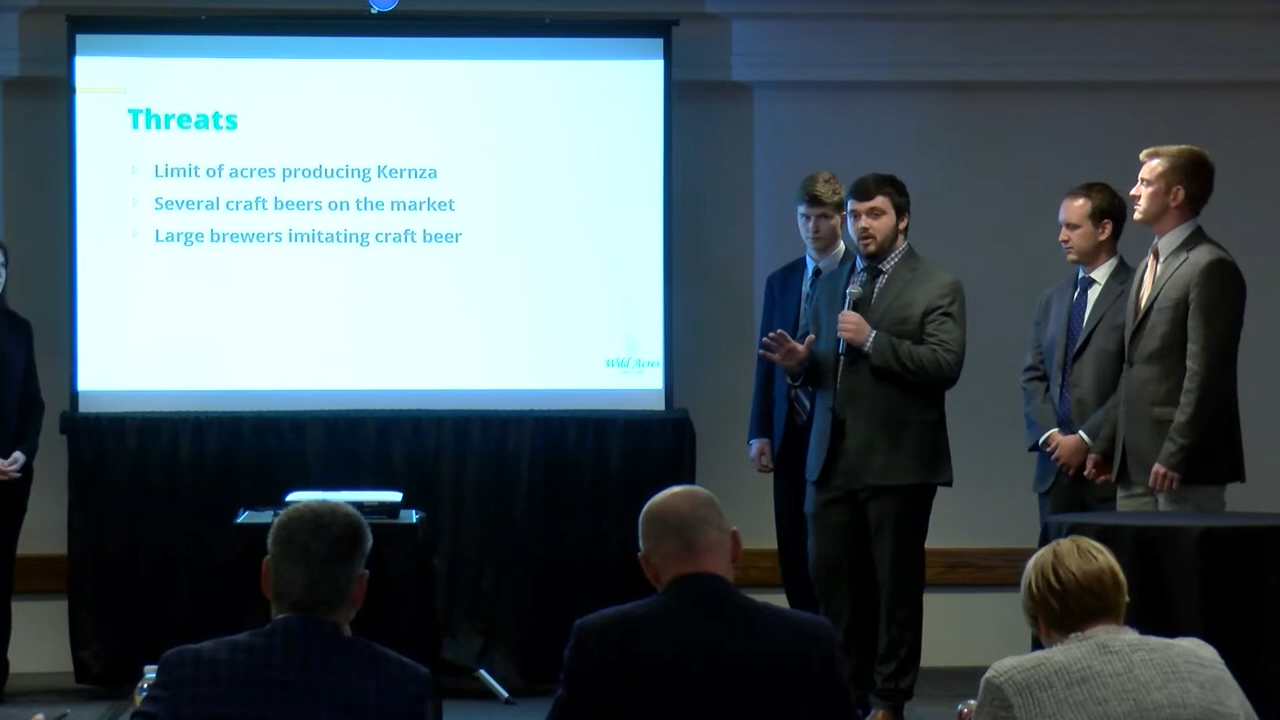 Threats
Limit of acres producing Kernza
Several craft beers on the market
Large brewers imitating craft beer
Wild Acres